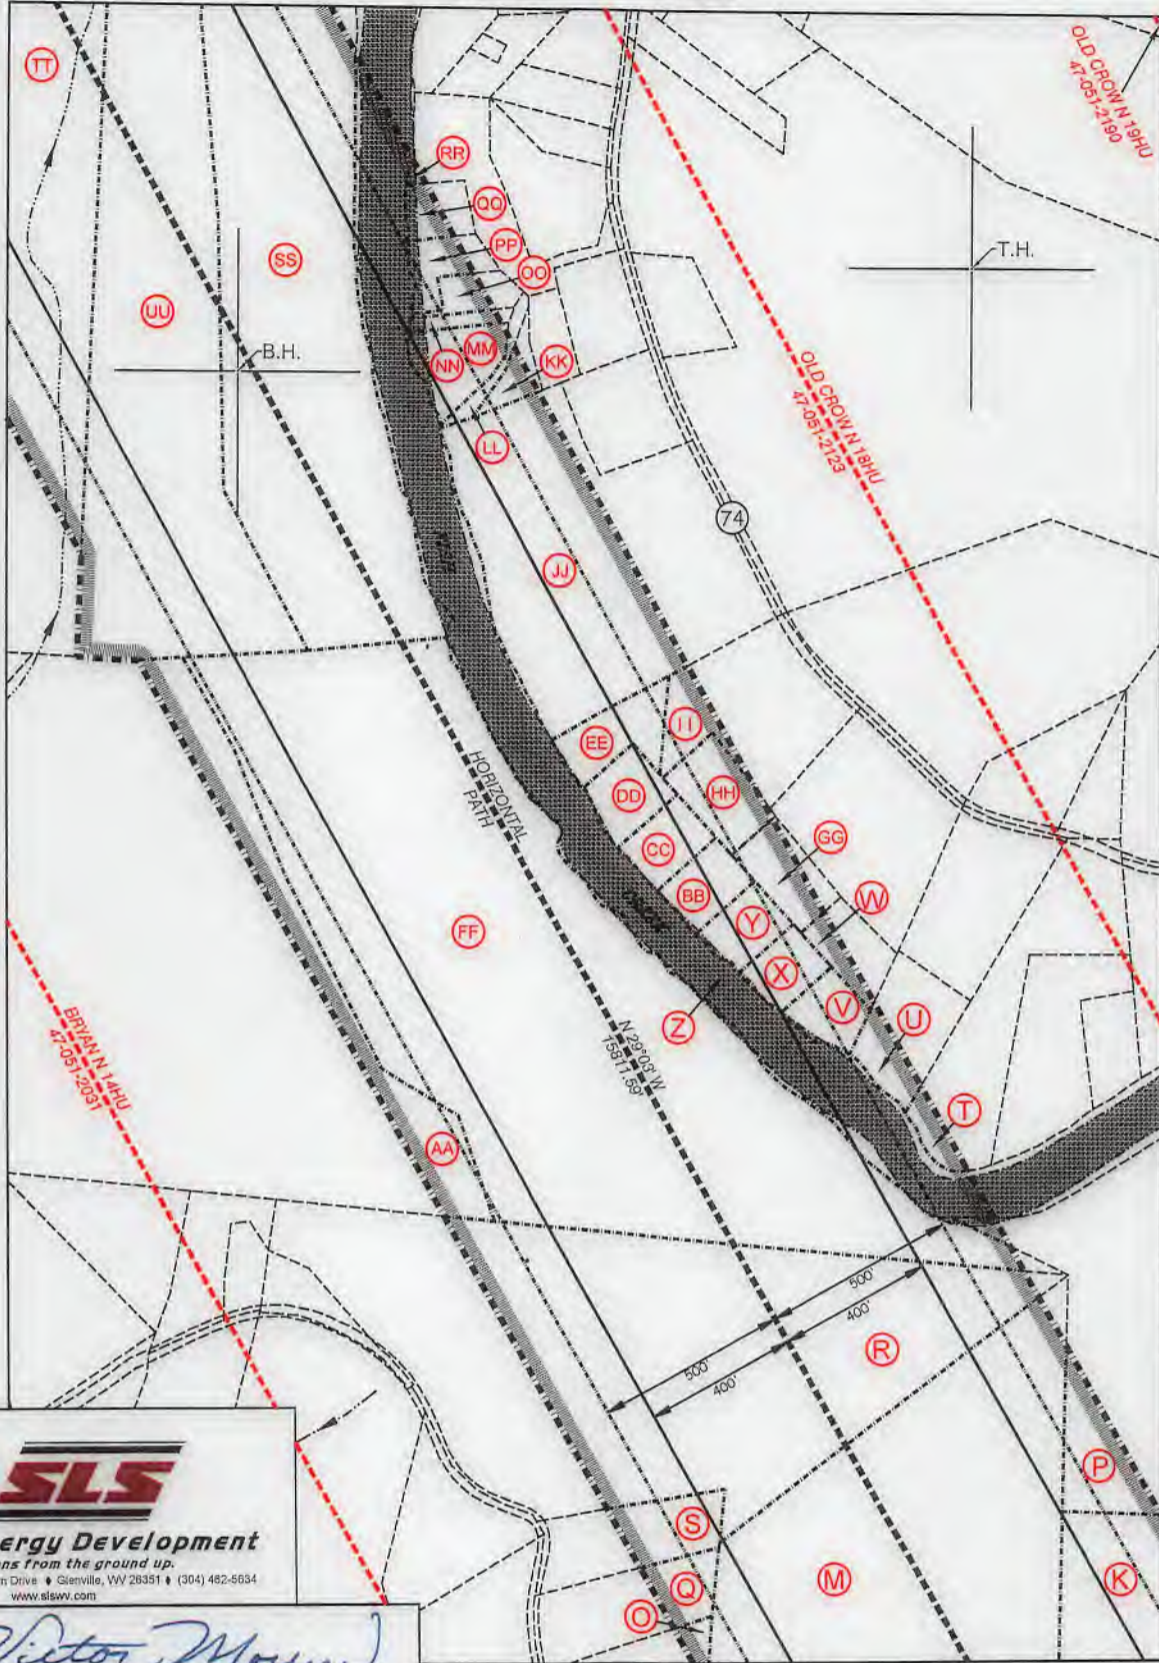 TT
OLD CROW N 19HU
47-051-2190
RR
QQ
PP
OO
SS
UU
T.H.
B.H.
NN
MM
KK
LL
OLD CROW N 18HU
47-051-2123
74
JJ
II
EE
DD
HH
HORIZONTAL
PATH
CC
GG
BB
W
FF
Y
X
V
U
Z
N 29°03' W
15811.59'
BRYAN N 14HU
47-051-2031
T
AA
500'
400'
R
500'
400'
P
S
M
K
Q
O
SLS
ergy Development
ns from the ground up.
n Drive ♦ Glenville, WV 26351 ♦ (304) 462-5634
www.slswv.com
Victor